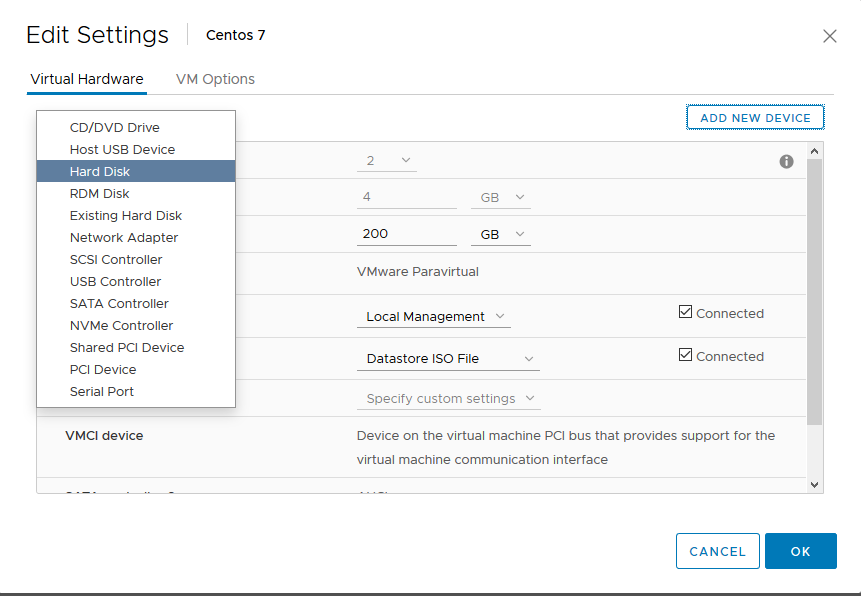 Edit Settings Centos 7
Virtual Hardware VM Options
ADD NEW DEVICE
CD/DVD Drive
Host USB Device
Hard Disk
RDM Disk
Existing Hard Disk
Network Adapter
SCSI Controller
USB Controller
SATA Controller
NVMe Controller
Shared PCI Device
PCI Device
Serial Port
2
4 GB
200 GB
VMware Paravirtual
Local Management Connected
Datastore ISO File Connected
Specify custom settings
VMCI device
Device on the virtual machine PCI bus that provides support for the
virtual machine communication interface
CANCEL OK